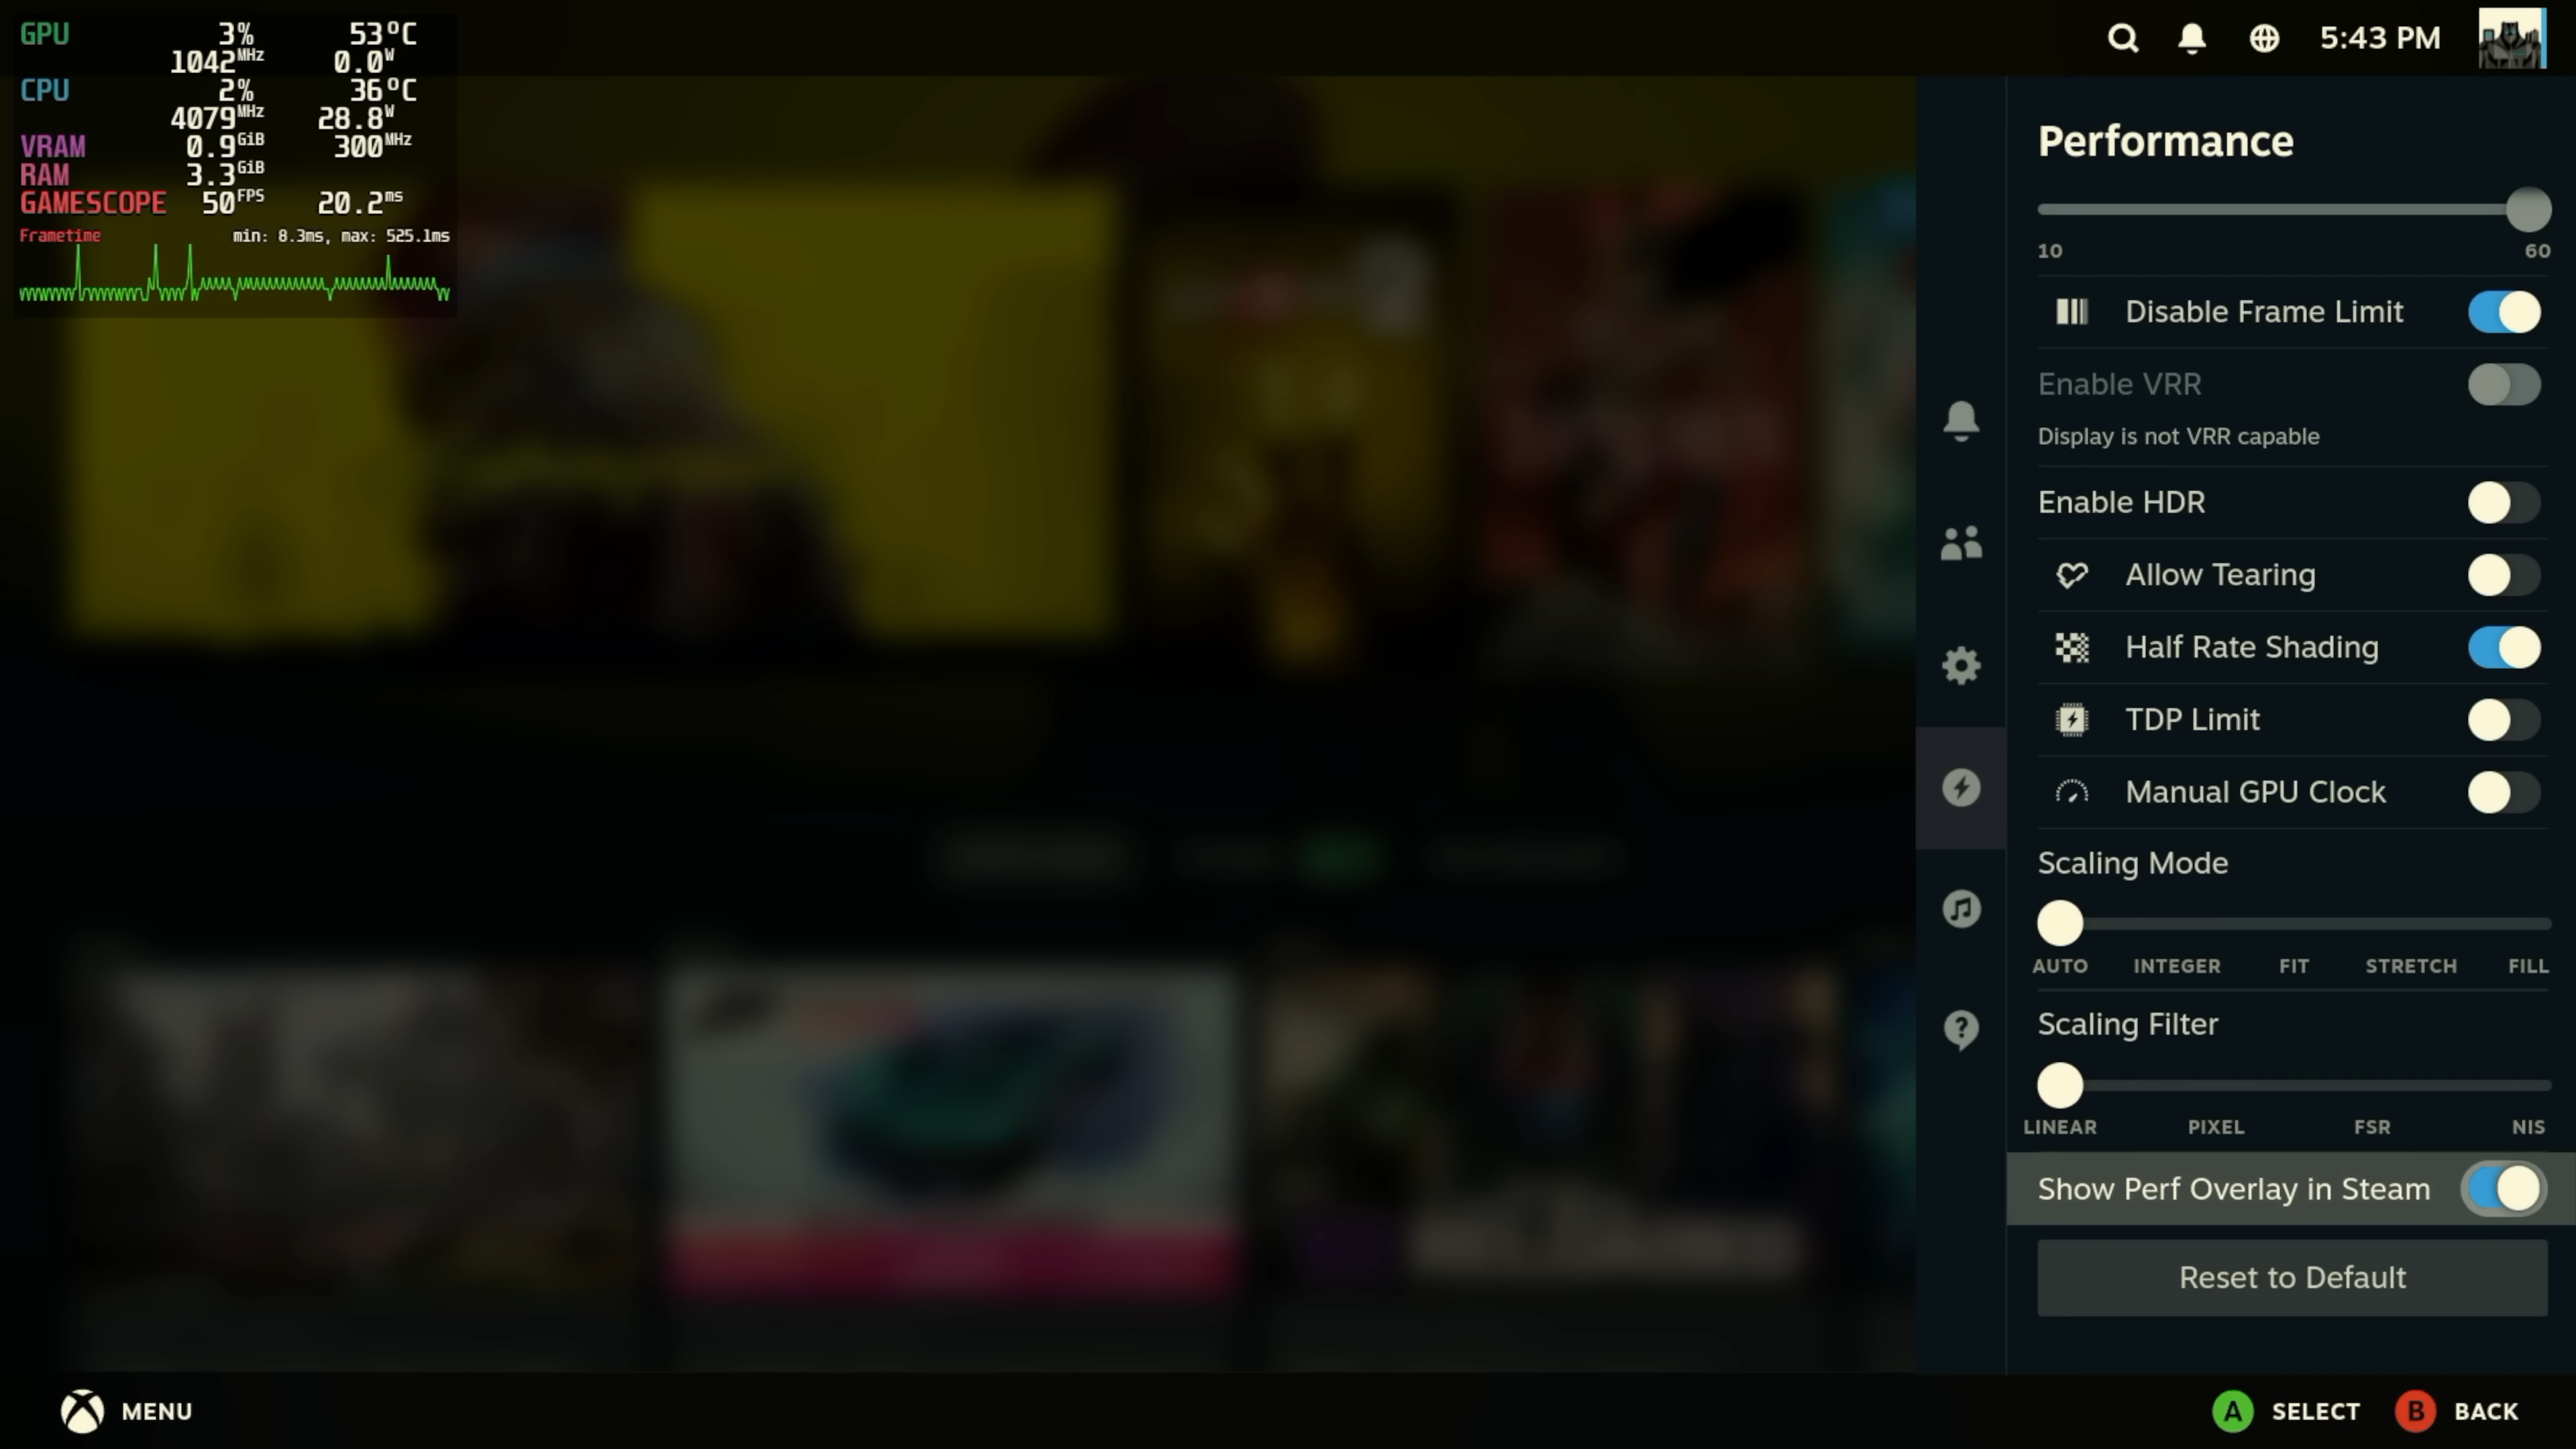 GPU 3% 53°C
1042MHz 0.0W
CPU 2% 36°C
4079MHz 28.8W
VRAM 0.9GiB 300MHz
RAM 3.3GiB
GAMESCOPE 50FPS 20.2ms
Frametime min: 8.3ms, max: 525.1ms
5:43 PM
Performance
10 60
Disable Frame Limit
Enable VRR
Display is not VRR capable
Enable HDR
Allow Tearing
Half Rate Shading
TDP Limit
Manual GPU Clock
Scaling Mode
AUTO INTEGER FIT STRETCH FILL
Scaling Filter
LINEAR PIXEL FSR NIS
Show Perf Overlay in Steam
Reset to Default
MENU
A SELECT B BACK